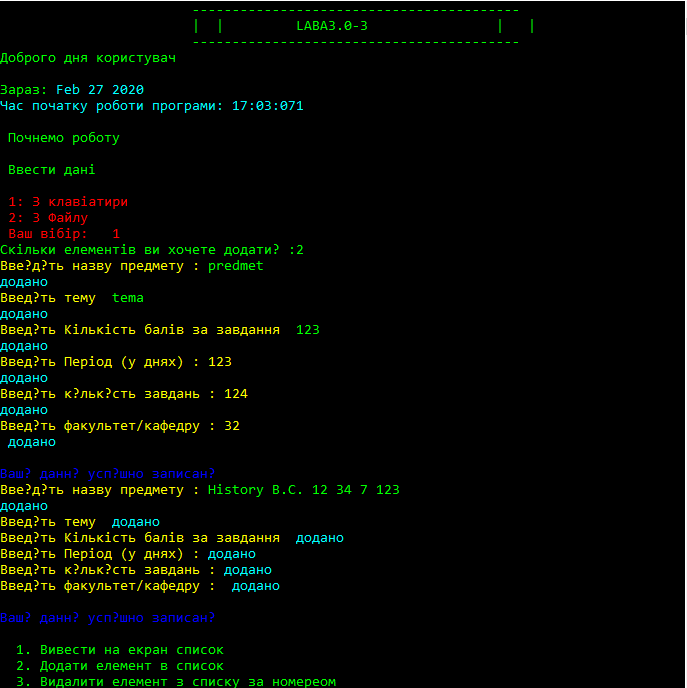 -----------------------------------------
|  |         LABA3.0-3                |   |
-----------------------------------------
Доброго дня користувач
Зараз: Feb 27 2020
Час початку роботи програми: 17:03:071
Почнемо роботу
Ввести дані
1: З клавіатири
2: З Файлу
Ваш вібір:   1
Скільки елементів ви хочете додати? :2
Вве?д?ть назву предмету : predmet
додано
Введ?ть тему  tema
додано
Введ?ть Кількість балів за завдання  123
додано
Введ?ть Період (у днях) : 123
додано
Введ?ть к?льк?сть завдань : 124
додано
Введ?ть факультет/кафедру : 32
додано
Ваш? данн? усп?шно записан?
Вве?д?ть назву предмету : History B.C. 12 34 7 123
додано
Введ?ть тему  додано
Введ?ть Кількість балів за завдання  додано
Введ?ть Період (у днях) : додано
Введ?ть к?льк?сть завдань : додано
Введ?ть факультет/кафедру :  додано
Ваш? данн? усп?шно записан?
1. Вивести на екран список
2. Додати елемент в список
3. Видалити елемент з списку за номереом